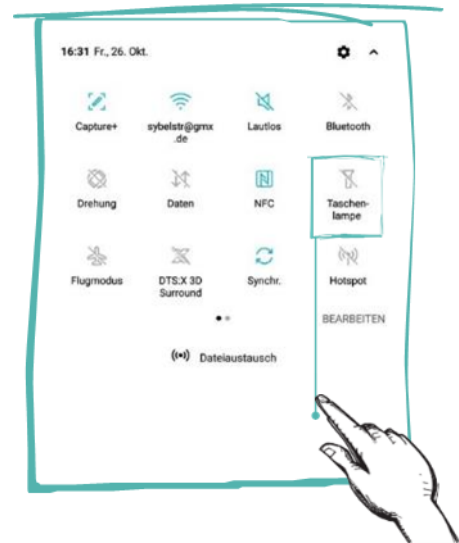 16:31 Fr., 26. Okt.
Capture+
sybelstr@gmx
.de
Lautlos
Bluetooth
Drehung
Daten
NFC
Taschen-
lampe
Flugmodus
DTS:X 3D
Surround
Synchr.
Hotspot
BEARBEITEN
Dateiaustausch